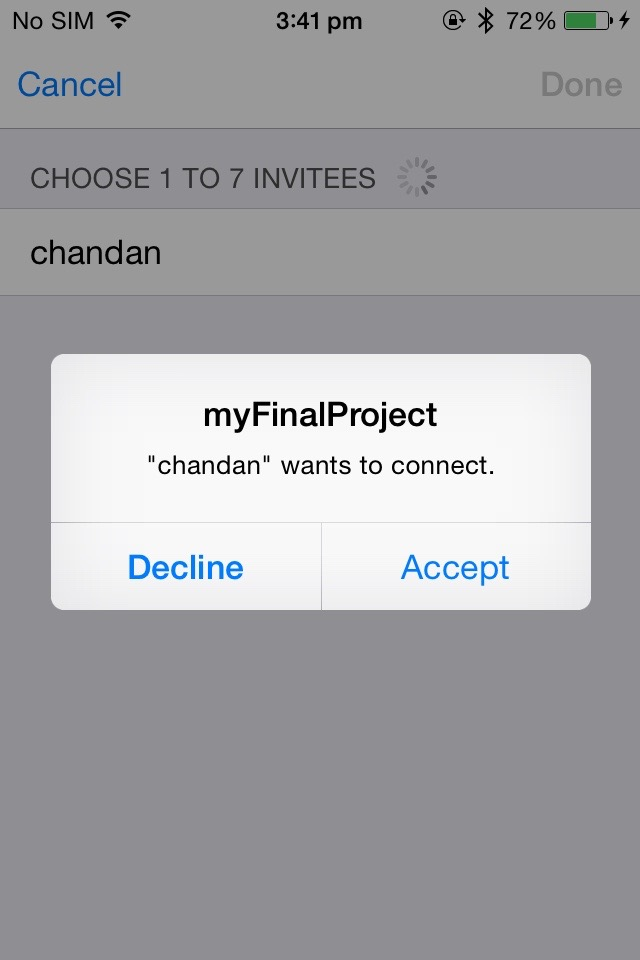 No SIM 3:41 pm 72%
Cancel Done
CHOOSE 1 TO 7 INVITEES
chandan
myFinalProject
"chandan" wants to connect.
Decline Accept